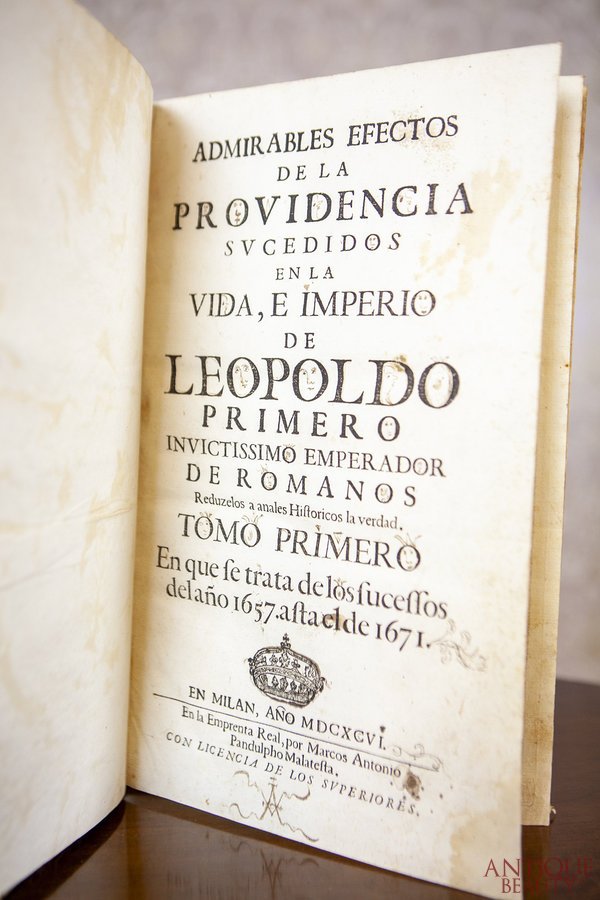 ADMIRABLES EFECTOS
DE LA
PROVIDENCIA
SVCEDIDOS
EN LA
VIDA, E IMPERIO
DE
LEOPOLDO
PRIMERO
INVICTISSIMO EMPERADOR
DE ROMANOS
Reduzelos a anales Hiſtoricos la verdad.
TOMO PRIMERO
En que ſe trata de los ſuceſſos
del año 1657. aſta el de 1671.
EN MILAN, AÑO MDCXCVI.
En la Emprenta Real, por Marcos Antonio
Pandulpho Malateſta.
CON LICENCIA DE LOS SVPERIORES.